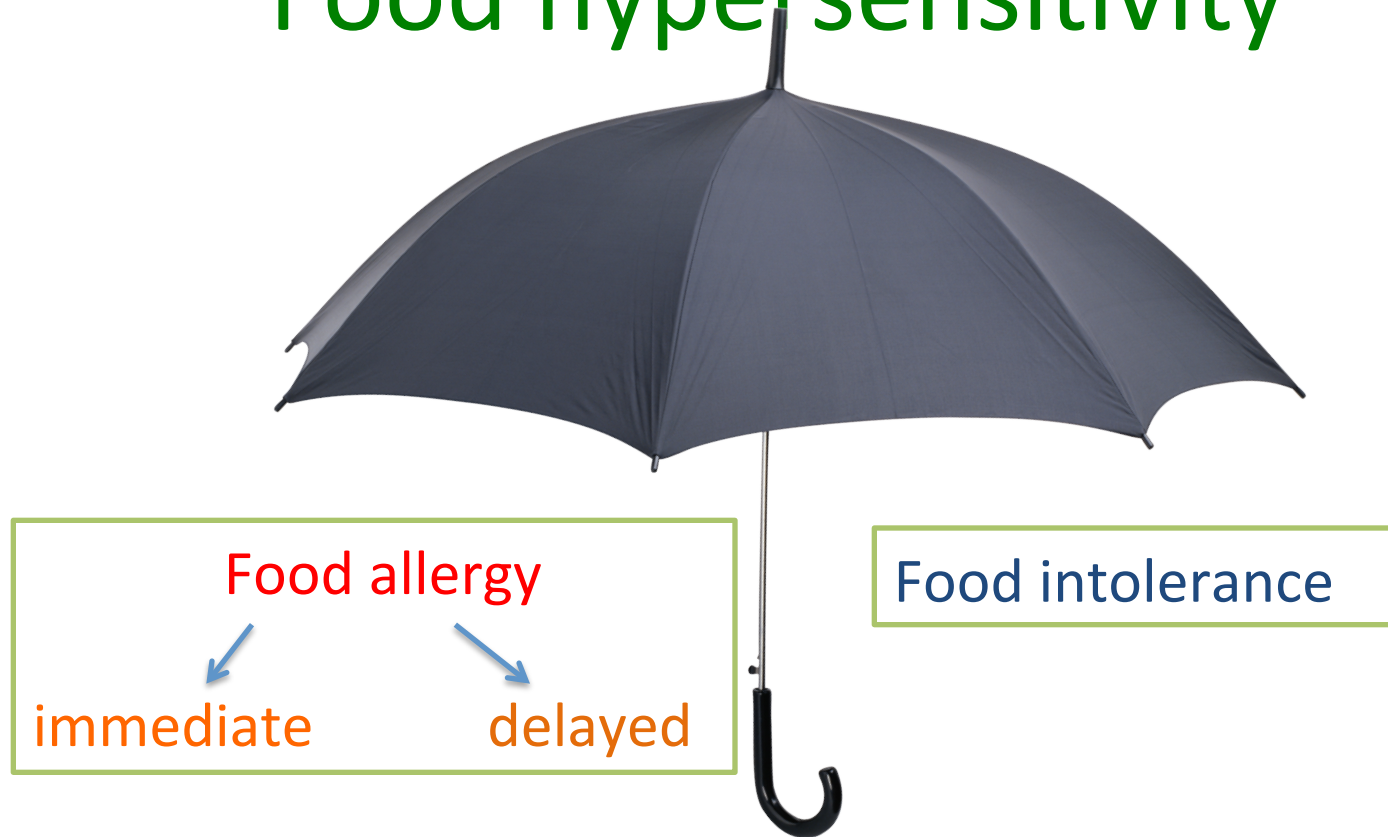 Food hypersensitivity
Food allergy
Food intolerance
immediate delayed